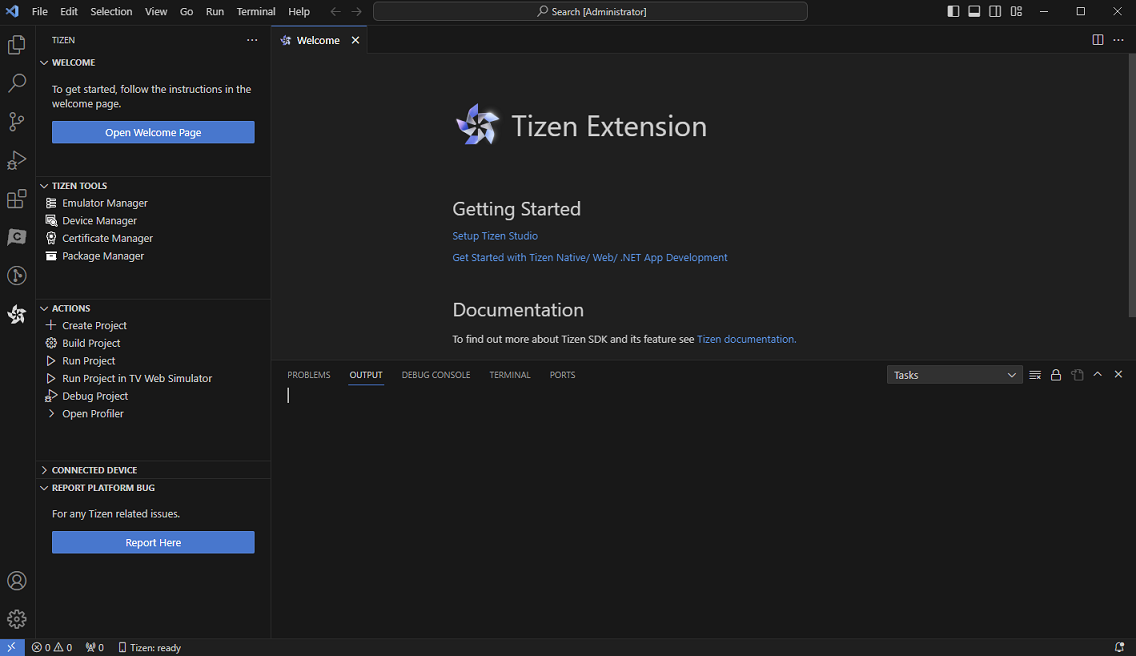 File Edit Selection View Go Run Terminal Help Search [Administrator]
TIZEN
WELCOME
To get started, follow the instructions in the
welcome page.
Open Welcome Page
TIZEN TOOLS
Emulator Manager
Device Manager
Certificate Manager
Package Manager
ACTIONS
Create Project
Build Project
Run Project
Run Project in TV Web Simulator
Debug Project
Open Profiler
CONNECTED DEVICE
REPORT PLATFORM BUG
For any Tizen related issues.
Report Here
Welcome
Tizen Extension
Getting Started
Setup Tizen Studio
Get Started with Tizen Native/ Web/ .NET App Development
Documentation
To find out more about Tizen SDK and its feature see Tizen documentation.
PROBLEMS OUTPUT DEBUG CONSOLE TERMINAL PORTS Tasks
0 0 0 Tizen: ready